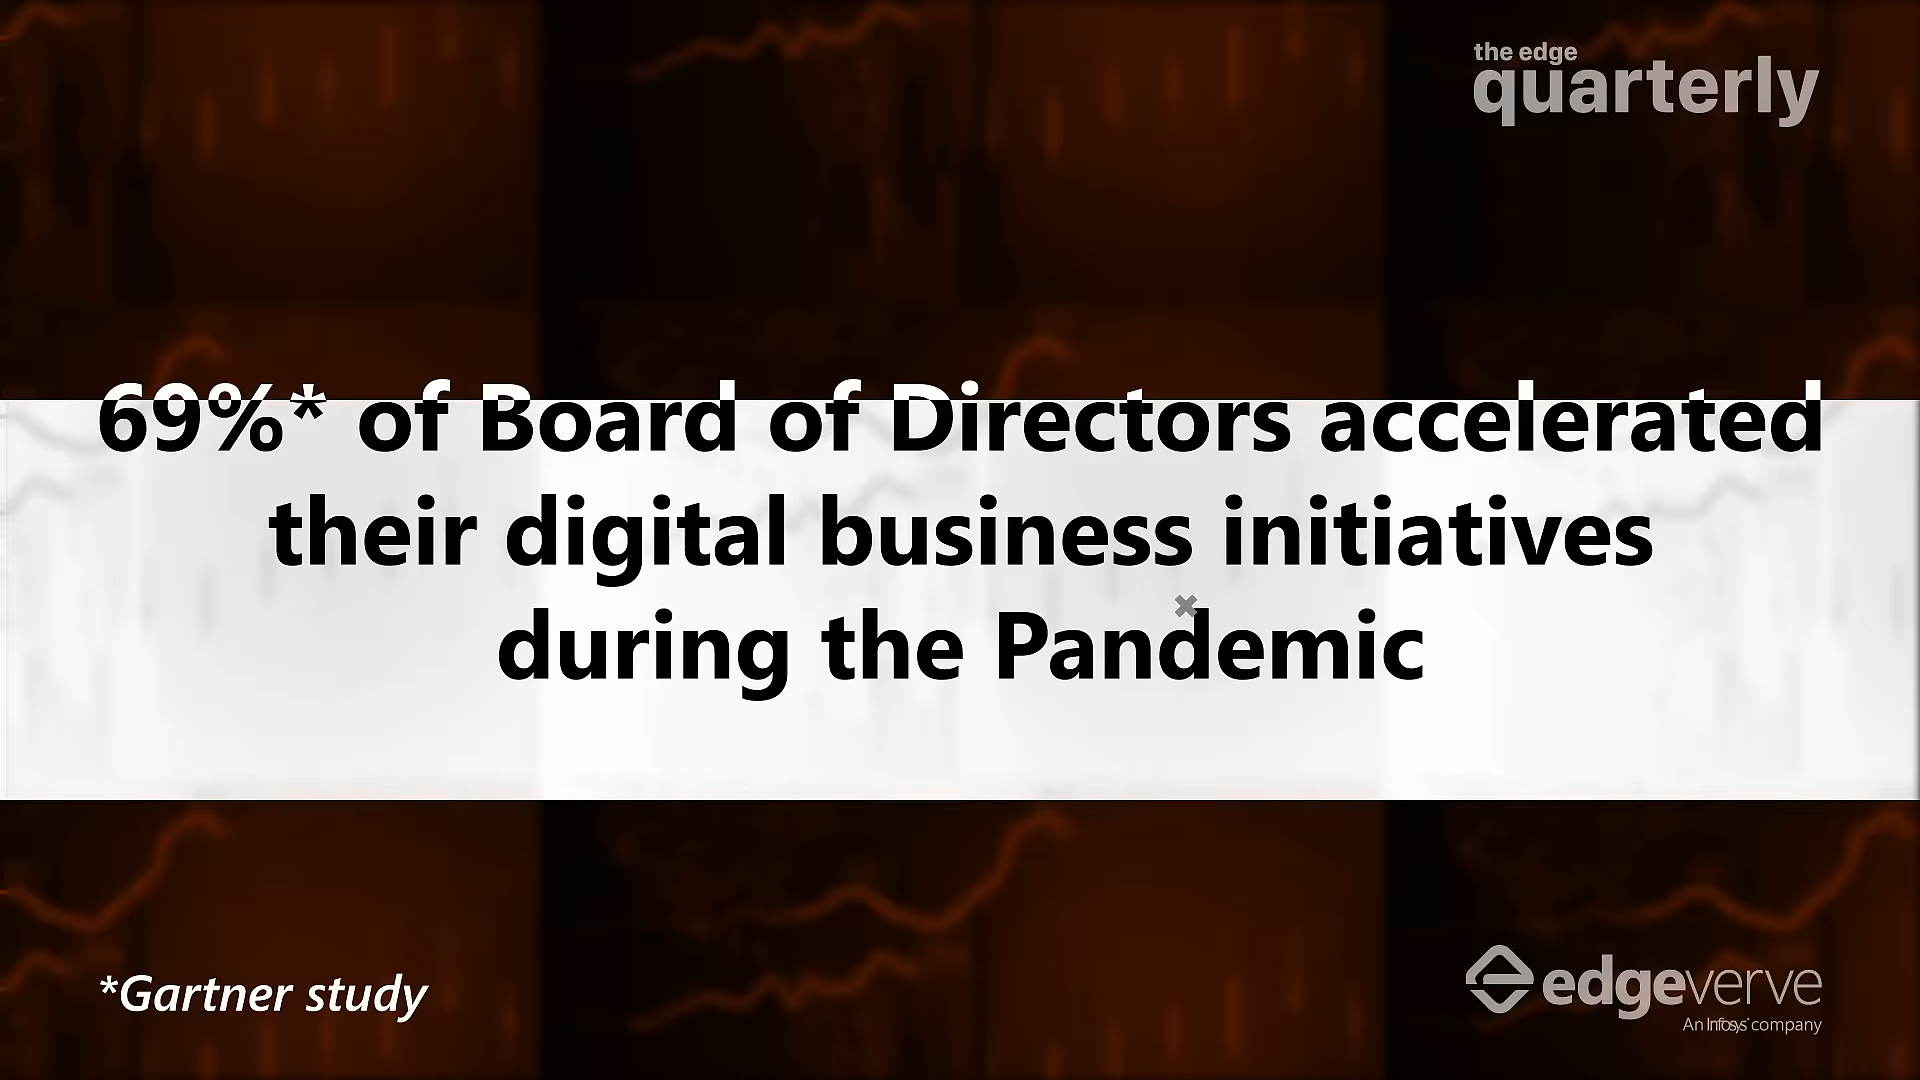 the edge
quarterly
69%* of Board of Directors accelerated
their digital business initiatives
during the Pandemic
*Gartner study
edgeverve
An Infosys company